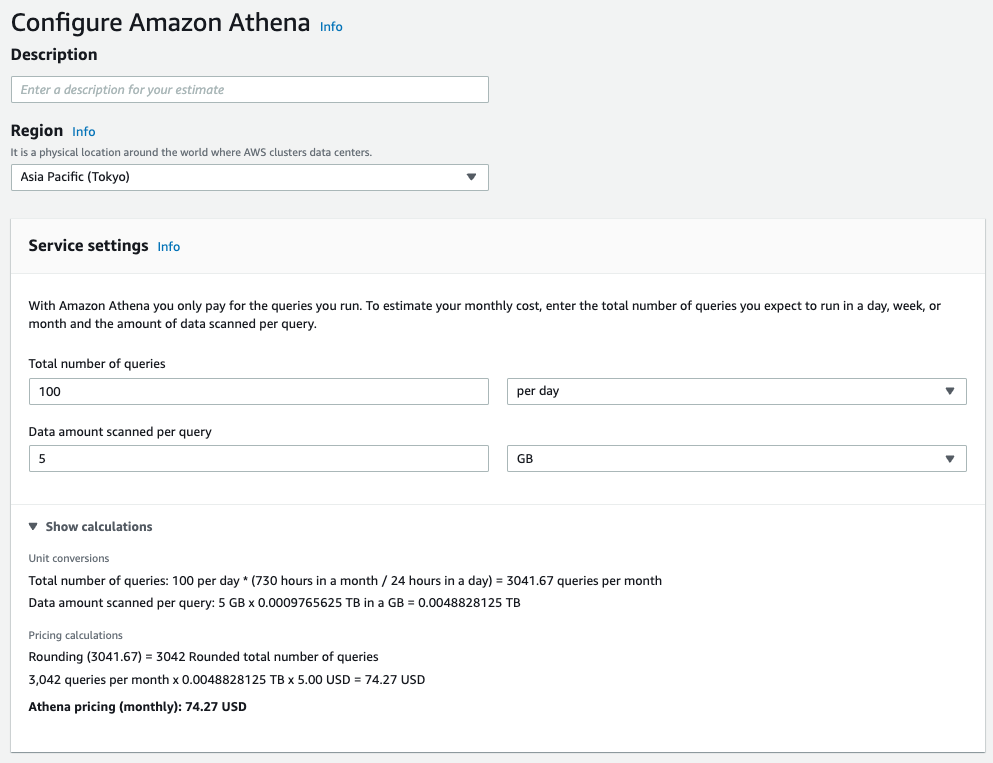 Configure Amazon Athena Info
Description
Enter a description for your estimate
Region Info
It is a physical location around the world where AWS clusters data centers.
Asia Pacific (Tokyo)
Service settings Info
With Amazon Athena you only pay for the queries you run. To estimate your monthly cost, enter the total number of queries you expect to run in a day, week, or
month and the amount of data scanned per query.
Total number of queries
100 per day
Data amount scanned per query
5 GB
Show calculations
Unit conversions
Total number of queries: 100 per day * (730 hours in a month / 24 hours in a day) = 3041.67 queries per month
Data amount scanned per query: 5 GB x 0.0009765625 TB in a GB = 0.0048828125 TB
Pricing calculations
Rounding (3041.67) = 3042 Rounded total number of queries
3,042 queries per month x 0.0048828125 TB x 5.00 USD = 74.27 USD
Athena pricing (monthly): 74.27 USD